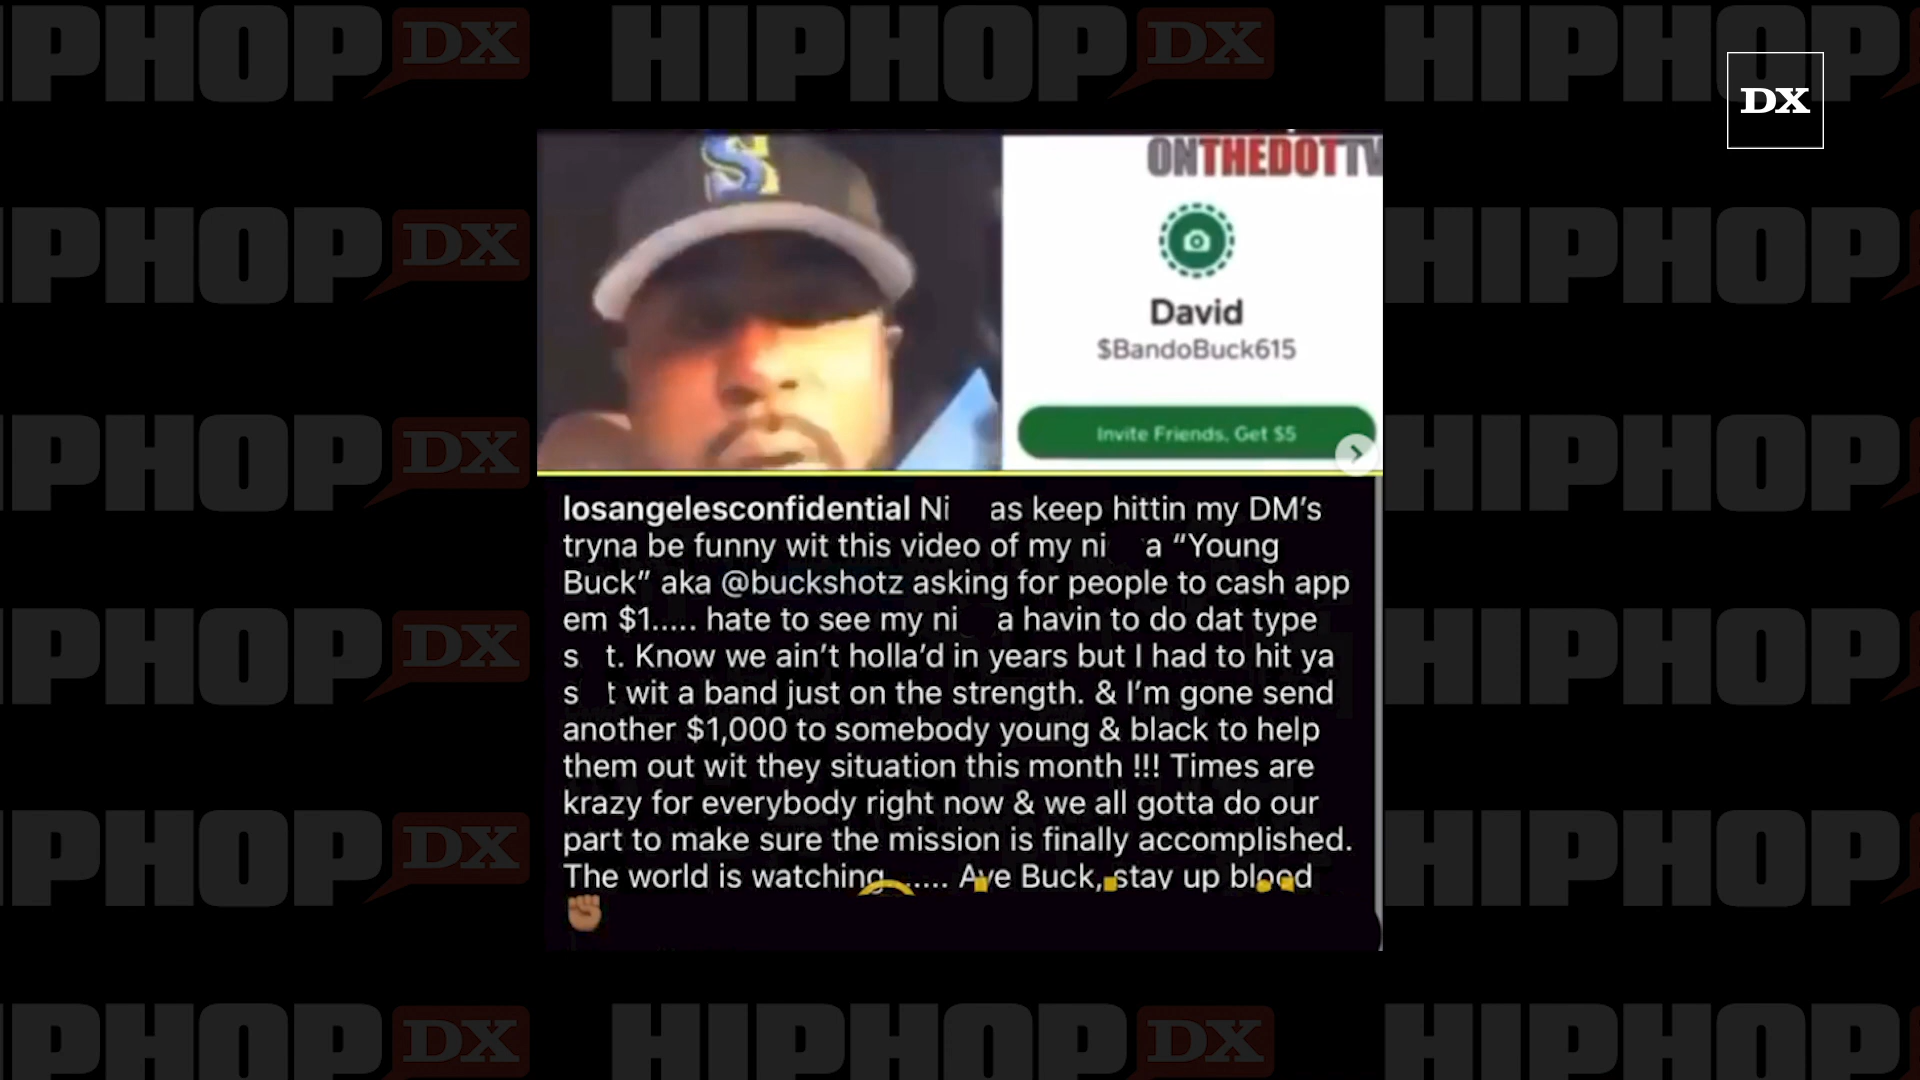 HIPHOP DX
HIPHOP DX
HIPHOP
DX
ONTHEDOTTV
S
David
$BandoBuck615
Invite Friends, Get $5
losangelesconfidential Ni as keep hittin my DM's
tryna be funny wit this video of my ni a “Young
Buck” aka @buckshotz asking for people to cash app
em $1..... hate to see my ni a havin to do dat type
s t. Know we ain't holla'd in years but I had to hit ya
s t wit a band just on the strength. & I'm gone send
another $1,000 to somebody young & black to help
them out wit they situation this month !!! Times are
krazy for everybody right now & we all gotta do our
part to make sure the mission is finally accomplished.
The world is watching....... Aye Buck, stay up blood
✊🏾